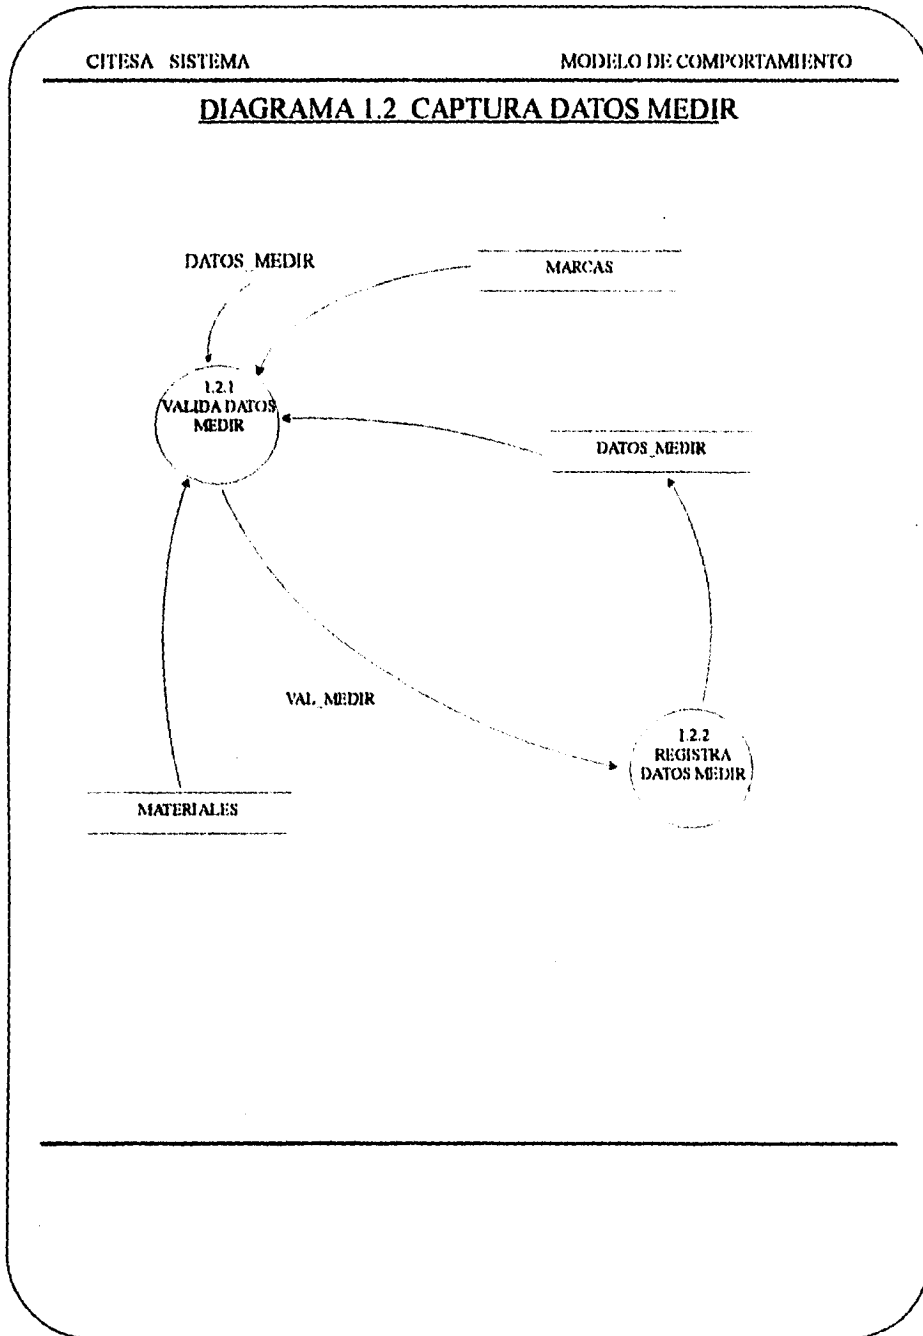 CITESA SISTEMA MODELO DE COMPORTAMIENTO
DIAGRAMA 1.2 CAPTURA DATOS MEDIR
DATOS_MEDIR
MARCAS
1.2.1
VALIDA DATOS
MEDIR
DATOS_MEDIR
VAL_MEDIR
1.2.2
REGISTRA
DATOS MEDIR
MATERIALES